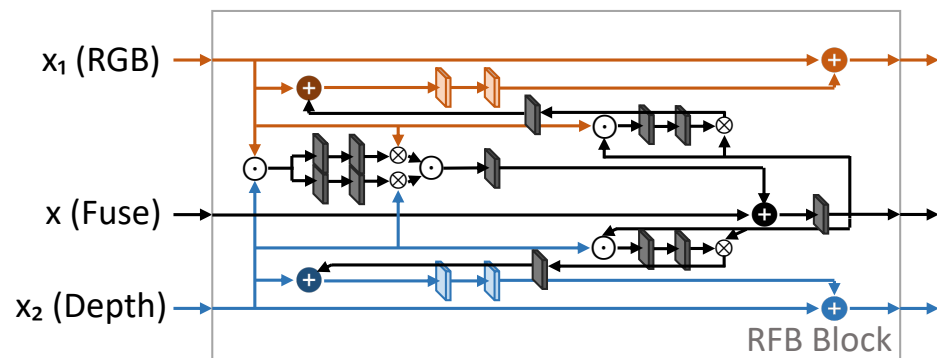 x₁ (RGB)
x (Fuse)
x₂ (Depth)
RFB Block